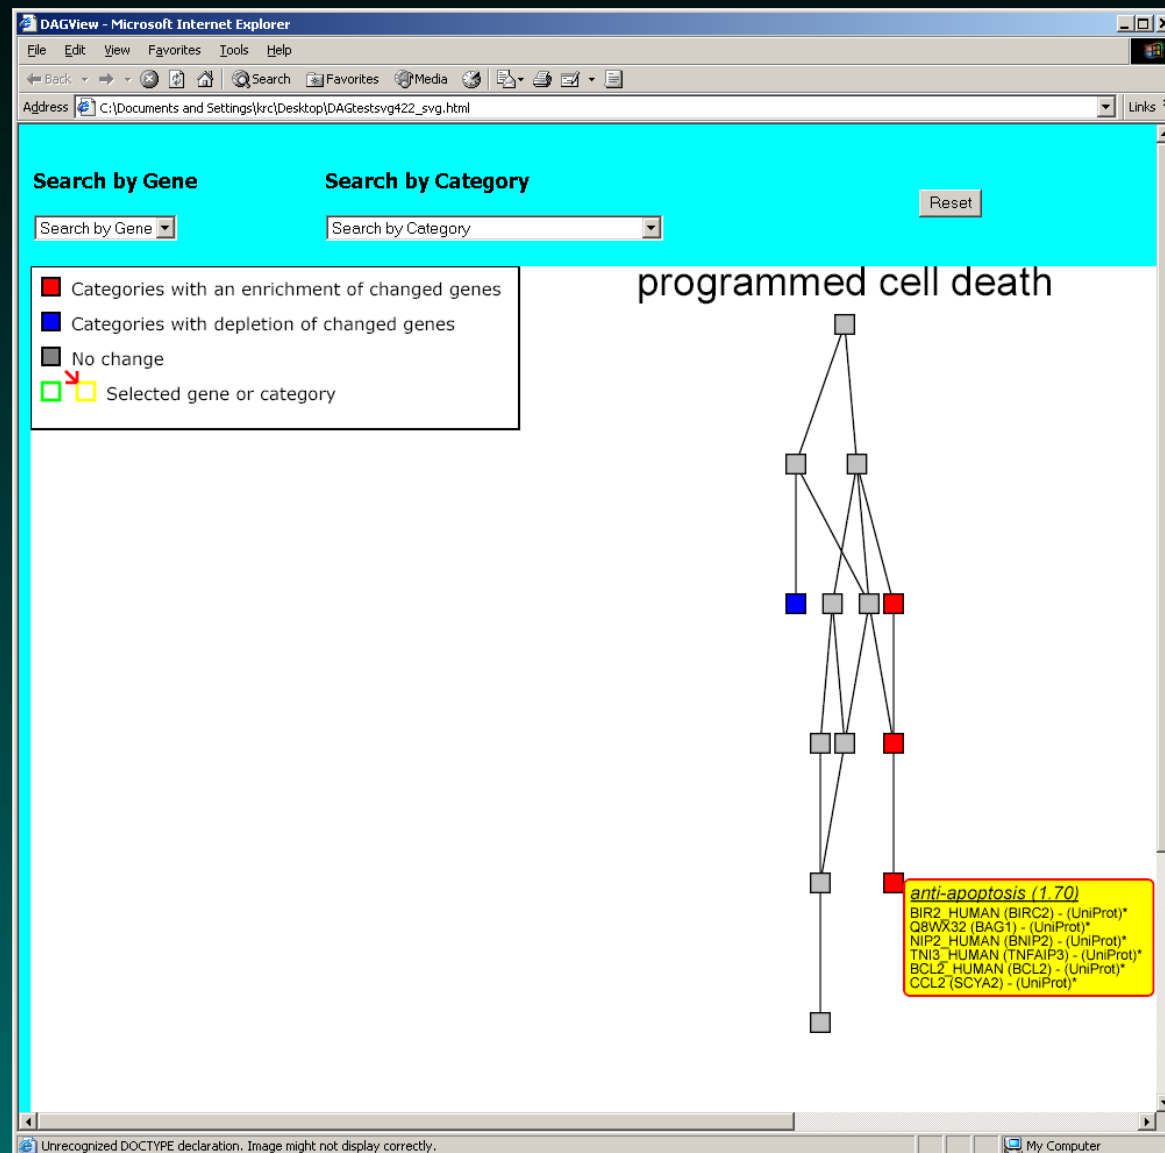 DAGView - Microsoft Internet Explorer
File Edit View Favorites Tools Help
Back Search Favorites Media
Address C:\Documents and Settings\krc\Desktop\DAGtestsvg422_svg.html Links
Search by Gene Search by Category
Reset
Search by Gene Search by Category
programmed cell death
Categories with an enrichment of changed genes
Categories with depletion of changed genes
No change
Selected gene or category
anti-apoptosis (1.70)
BIR2_HUMAN (BIRC2) - (UniProt)*
Q8WX32 (BAG1) - (UniProt)*
NIP2_HUMAN (BNIP2) - (UniProt)*
TNI3_HUMAN (TNFAIP3) - (UniProt)*
BCL2_HUMAN (BCL2) - (UniProt)*
CCL2 (SCYA2) - (UniProt)*
Unrecognized DOCTYPE declaration. Image might not display correctly. My Computer